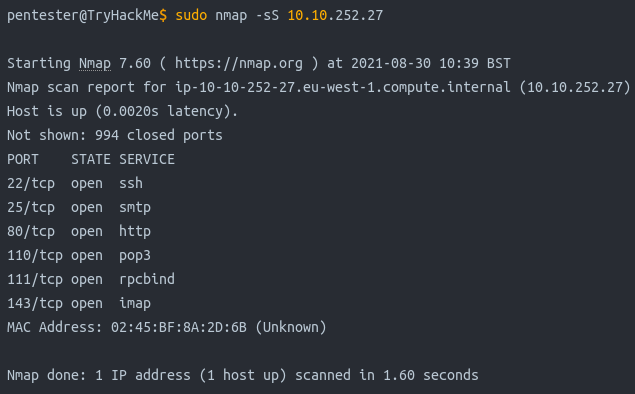 pentester@TryHackMe$ sudo nmap -sS 10.10.252.27
Starting Nmap 7.60 ( https://nmap.org ) at 2021-08-30 10:39 BST
Nmap scan report for ip-10-10-252-27.eu-west-1.compute.internal (10.10.252.27)
Host is up (0.0020s latency).
Not shown: 994 closed ports
PORT    STATE SERVICE
22/tcp  open  ssh
25/tcp  open  smtp
80/tcp  open  http
110/tcp open  pop3
111/tcp open  rpcbind
143/tcp open  imap
MAC Address: 02:45:BF:8A:2D:6B (Unknown)
Nmap done: 1 IP address (1 host up) scanned in 1.60 seconds